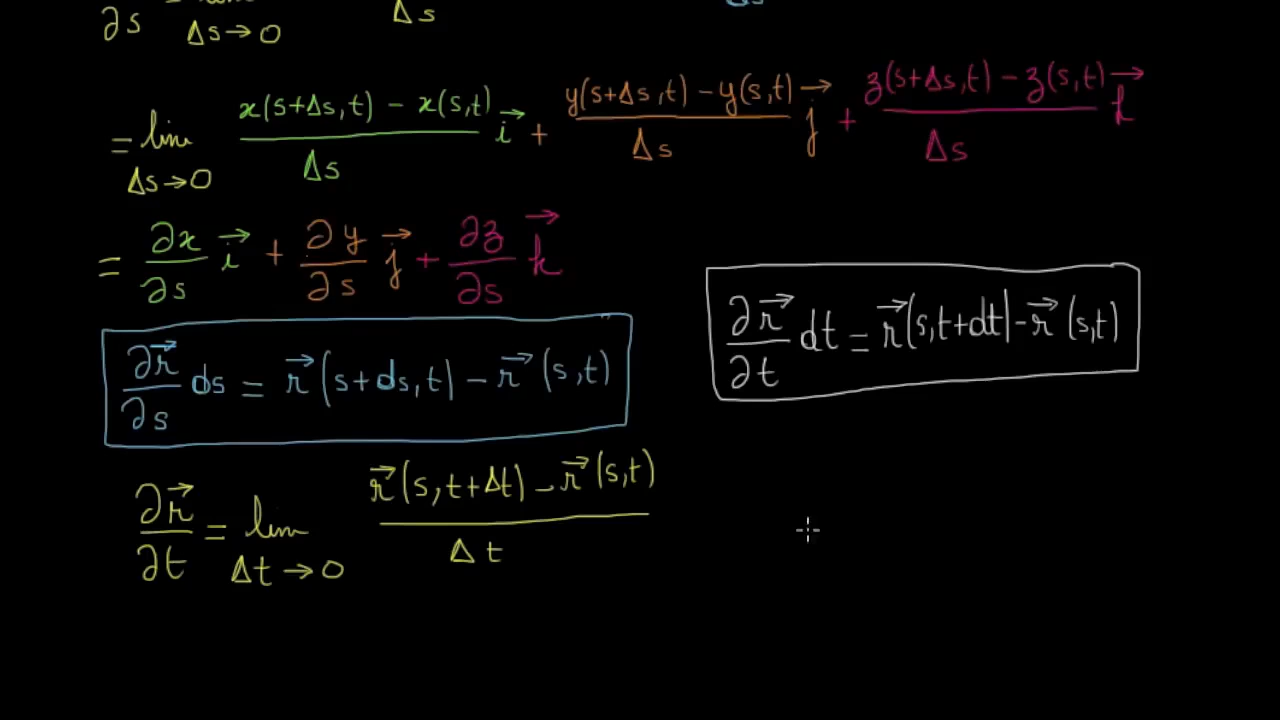 ∂s Δs→0 Δs
= lim Δs→0 x(s+Δs,t) − x(s,t) / Δs i⃗ + y(s+Δs,t) − y(s,t) / Δs j⃗ + z(s+Δs,t) − z(s,t) / Δs k⃗
= ∂x/∂s i⃗ + ∂y/∂s j⃗ + ∂z/∂s k⃗
∂r⃗/∂s ds = r⃗(s+ds,t) − r⃗(s,t)
∂r⃗/∂t dt = r⃗(s,t+dt) − r⃗(s,t)
∂r⃗/∂t = lim Δt→0 r⃗(s,t+Δt) − r⃗(s,t) / Δt